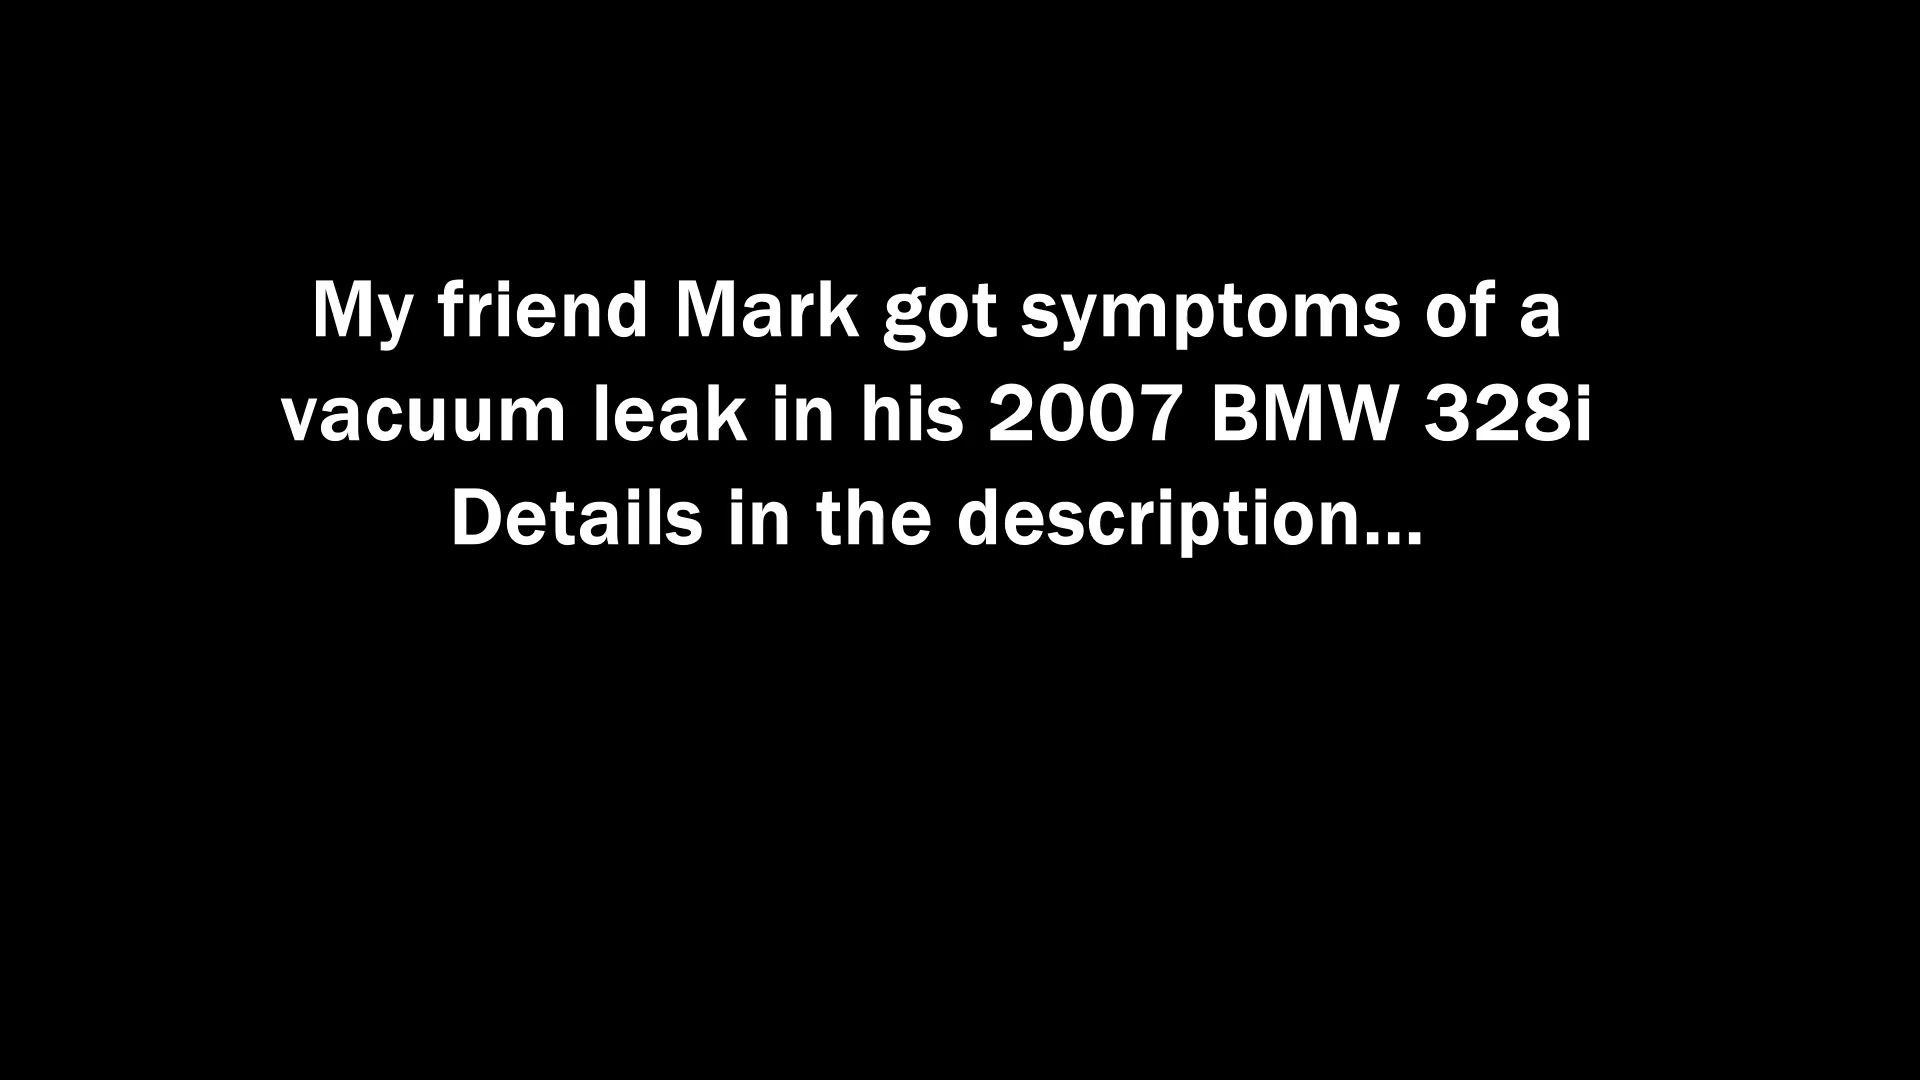 My friend Mark got symptoms of a
vacuum leak in his 2007 BMW 328i
Details in the description...